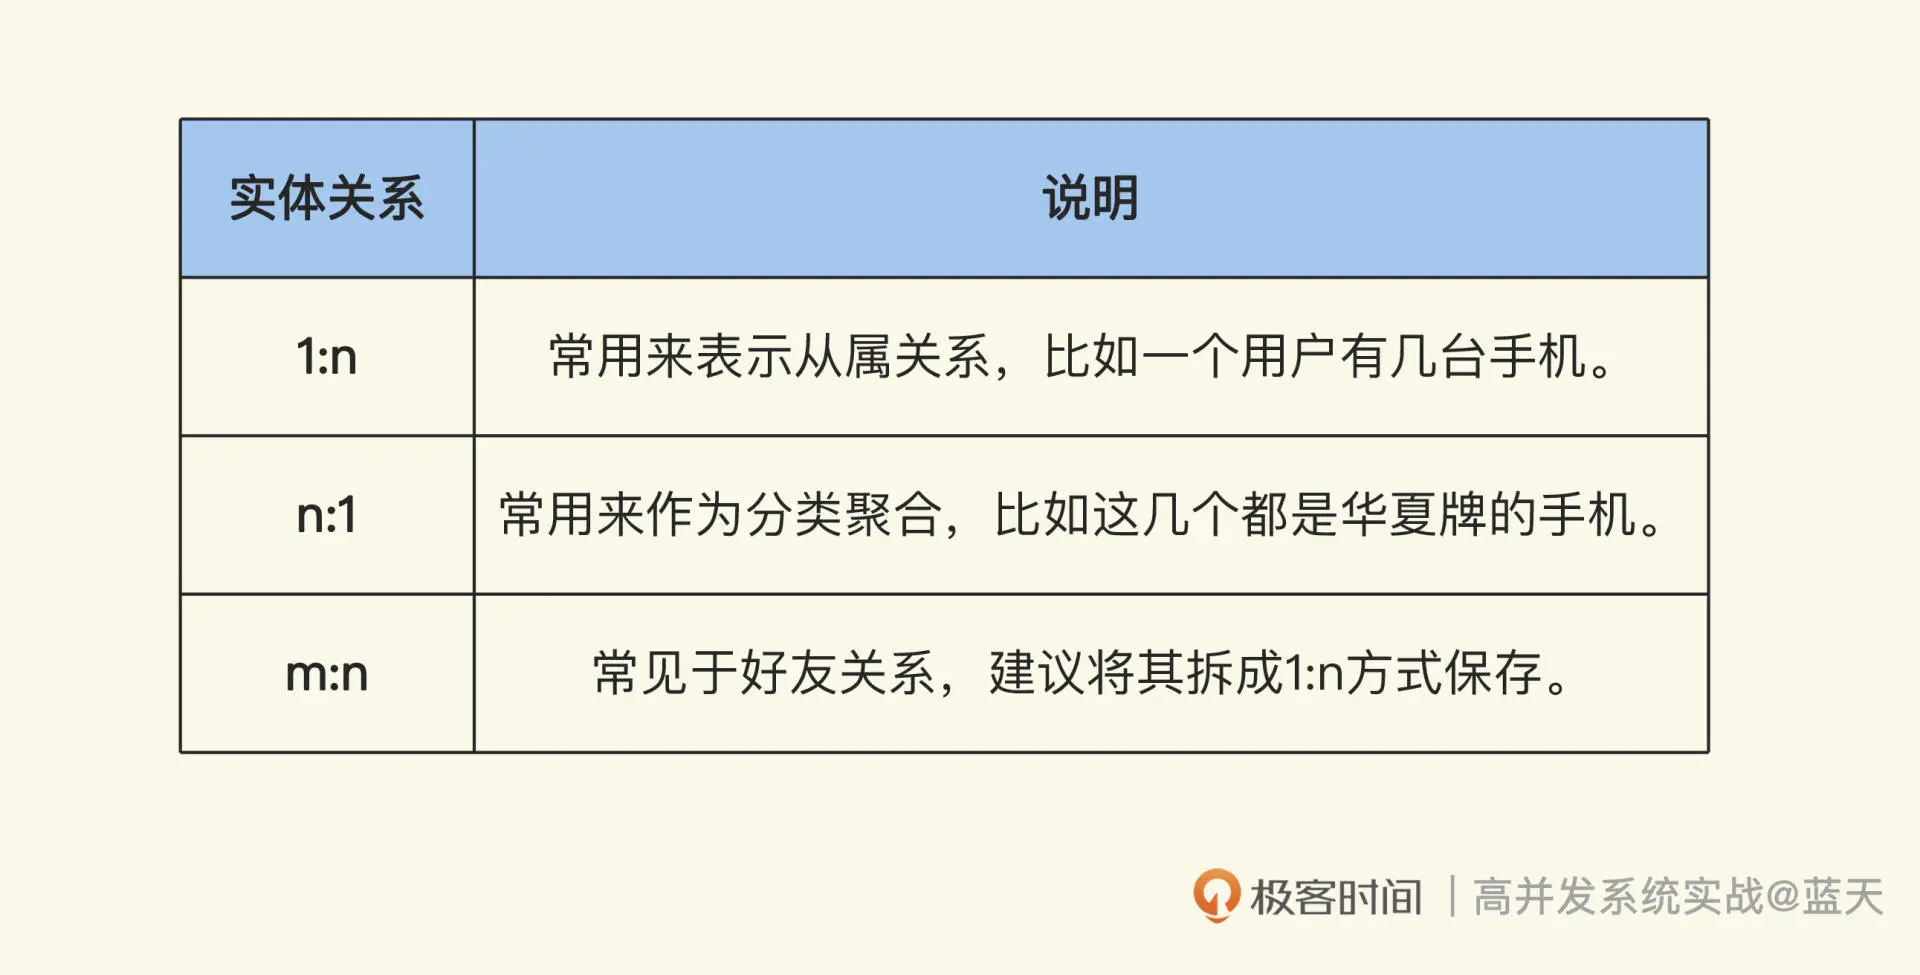 实体关系
说明
1:n
常用来表示从属关系，比如一个用户有几台手机。
n:1
常用来作为分类聚合，比如这几个都是华夏牌的手机。
m:n
常见于好友关系，建议将其拆成1:n方式保存。
极客时间 | 高并发系统实战@蓝天